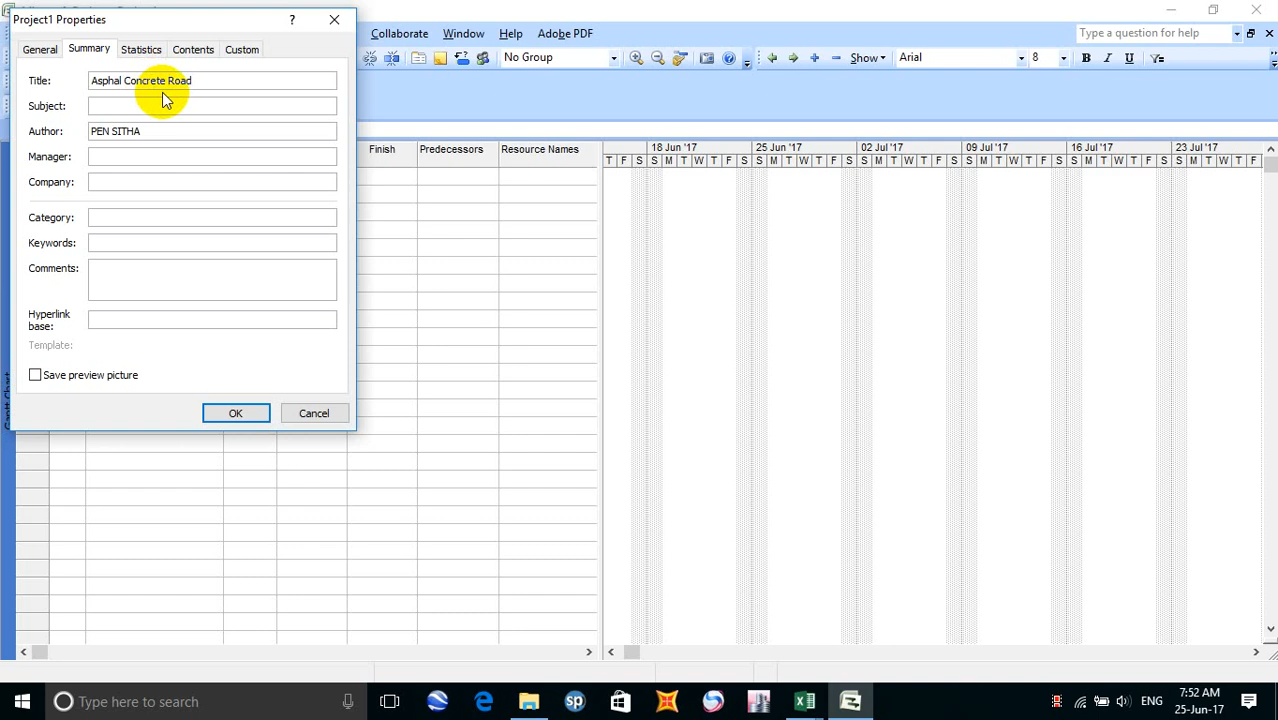 Project1 Properties
?
General Summary Statistics Contents Custom
Title: Asphal Concrete Road
Subject:
Author: PEN SITHA
Manager:
Company:
Category:
Keywords:
Comments:
Hyperlink
base:
Template:
Save preview picture
OK Cancel
Collaborate Window Help Adobe PDF
Type a question for help
No Group
Show
Arial
8
B I U
Finish Predecessors Resource Names
18 Jun '17 25 Jun '17 02 Jul '17 09 Jul '17 16 Jul '17 23 Jul '17
T F S S M T W T F S S M T W T F S S M T W T F S S M T W T F S S M T W T F S S M T W T F
Type here to search
ENG
7:52 AM
25-Jun-17